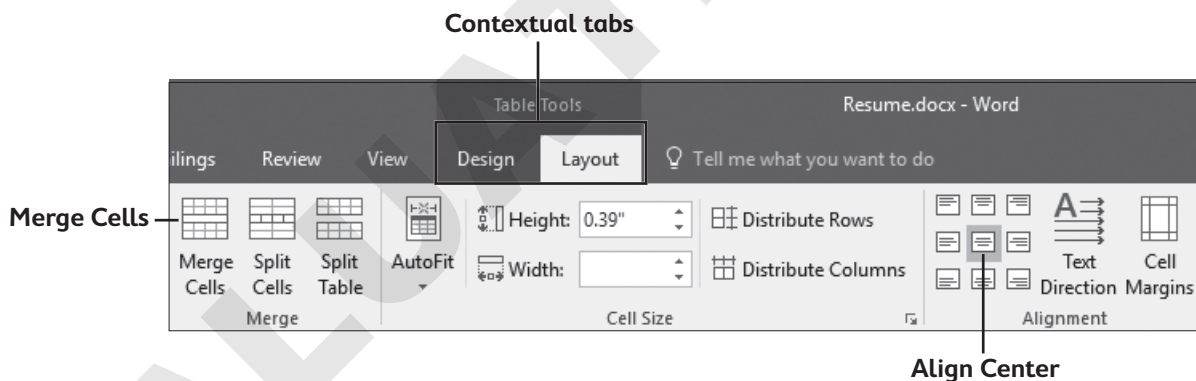 Contextual tabs
Table Tools
Resume.docx - Word
ilings Review View Design Layout Tell me what you want to do
Merge Cells
Height: 0.39"
Distribute Rows
Merge Cells
Split Cells
Split Table
AutoFit
Width:
Distribute Columns
A
Text Direction
Cell Margins
Merge
Cell Size
Alignment
Align Center